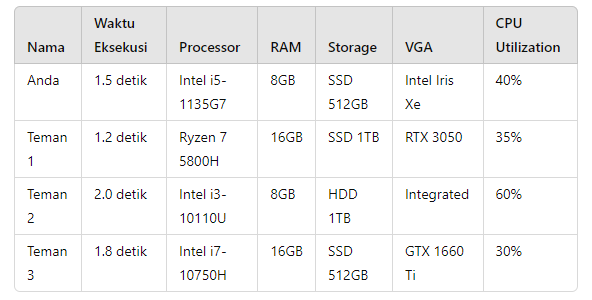 Nama Waktu Eksekusi Processor RAM Storage VGA CPU Utilization
Anda 1.5 detik Intel i5-1135G7 8GB SSD 512GB Intel Iris Xe 40%
Teman 1 1.2 detik Ryzen 7 5800H 16GB SSD 1TB RTX 3050 35%
Teman 2 2.0 detik Intel i3-10110U 8GB HDD 1TB Integrated 60%
Teman 3 1.8 detik Intel i7-10750H 16GB SSD 512GB GTX 1660 Ti 30%